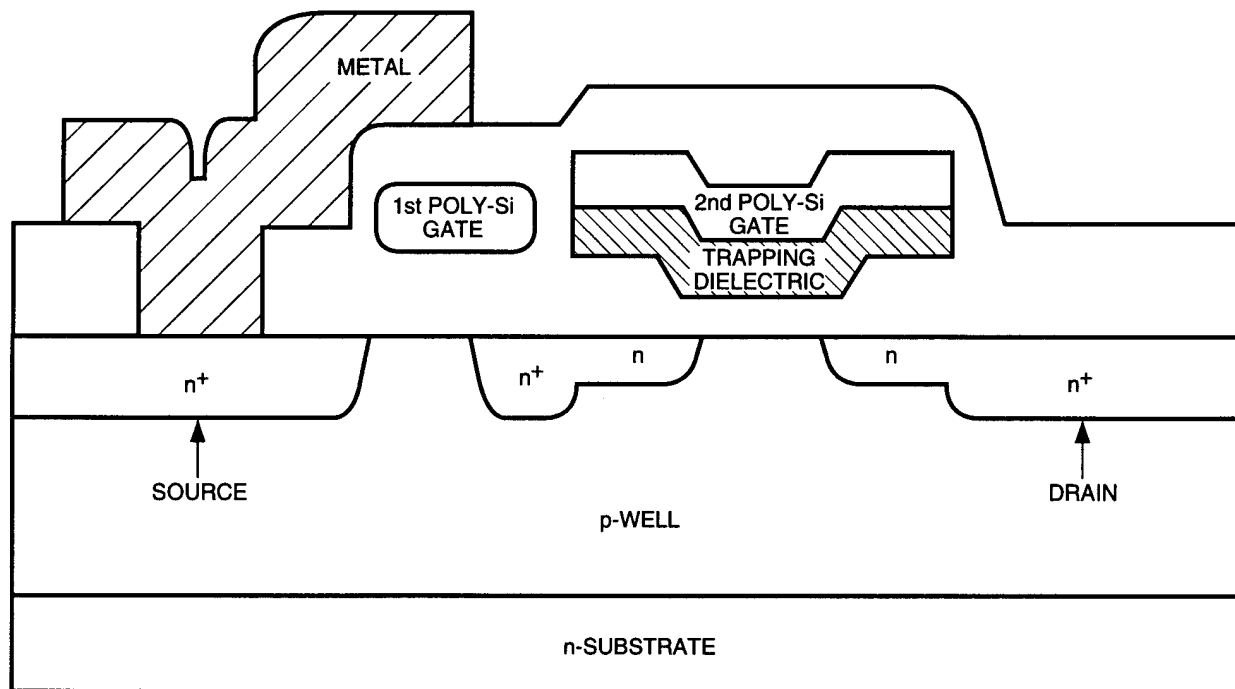 METAL
1st POLY-Si
GATE
2nd POLY-Si
GATE
TRAPPING
DIELECTRIC
n+
n+
n
n
n+
SOURCE
DRAIN
p-WELL
n-SUBSTRATE